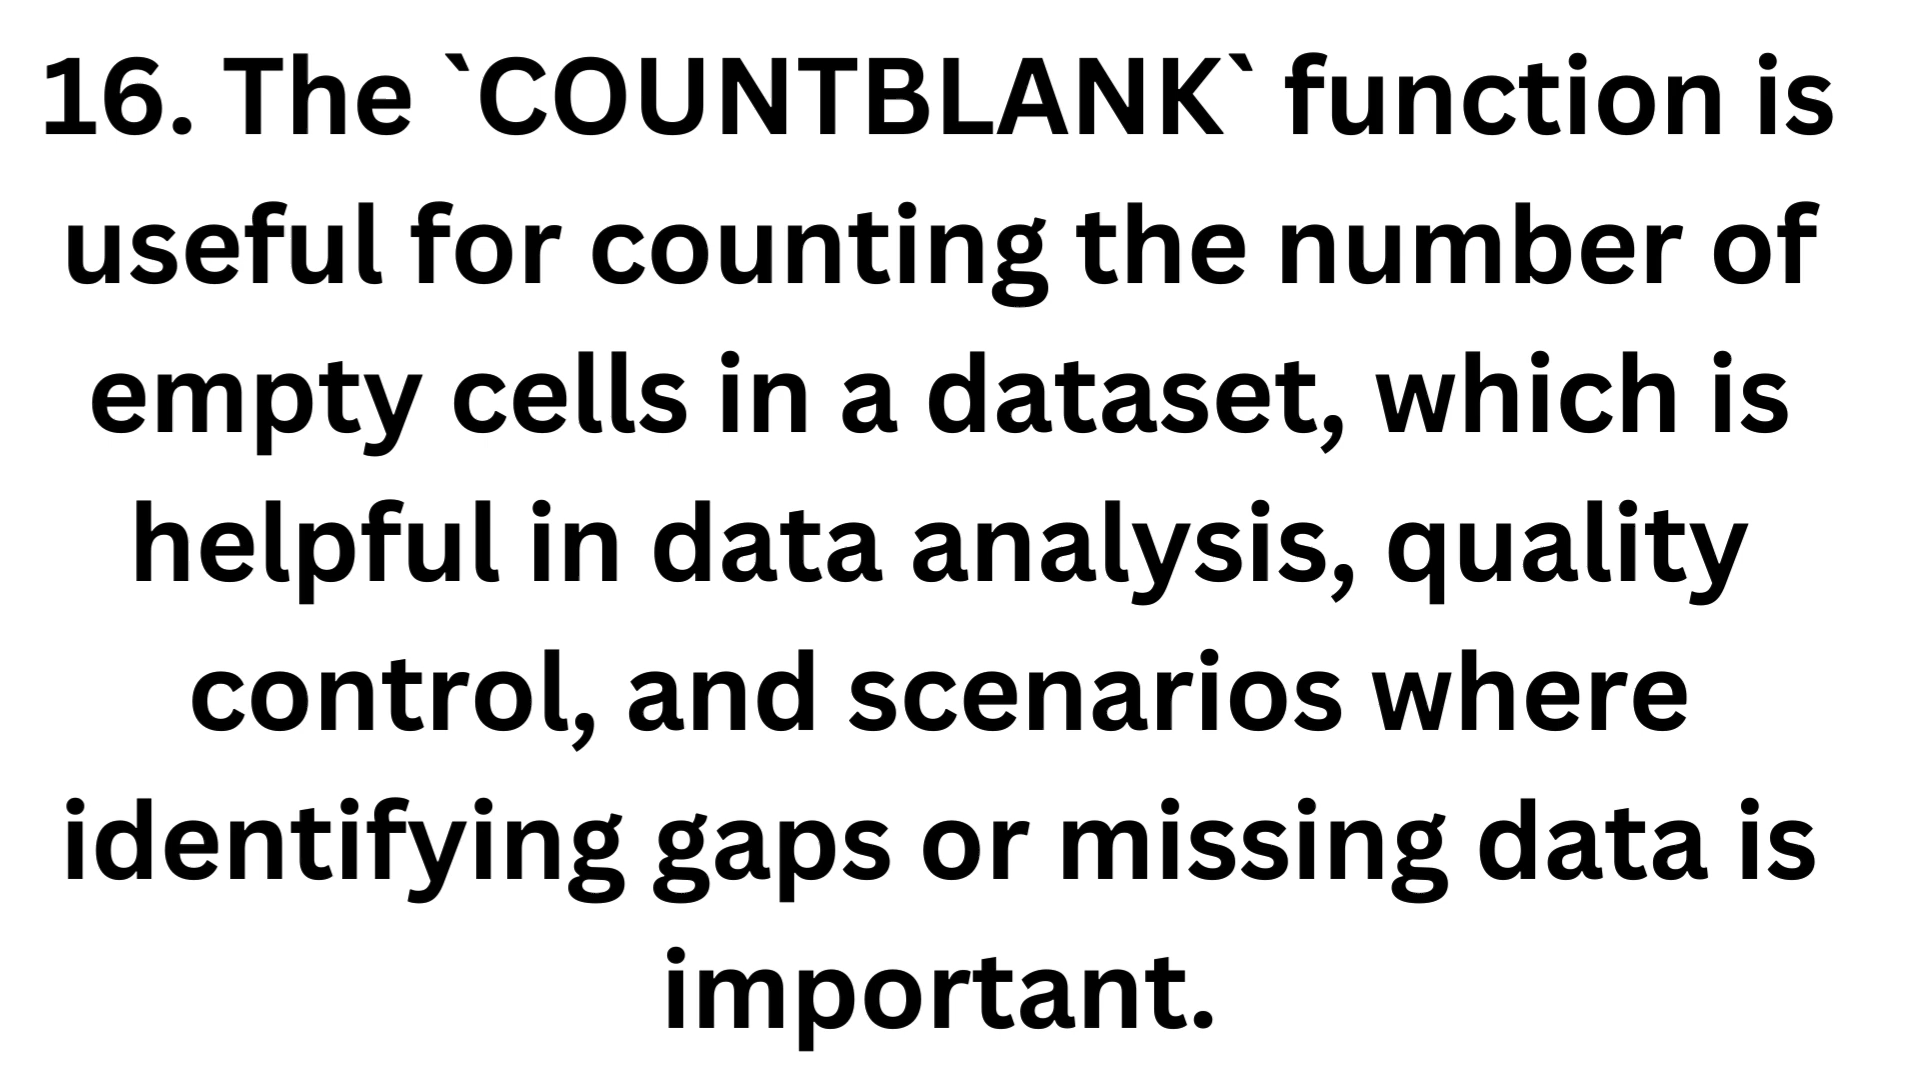 16. The `COUNTBLANK` function is
useful for counting the number of
empty cells in a dataset, which is
helpful in data analysis, quality
control, and scenarios where
identifying gaps or missing data is
important.